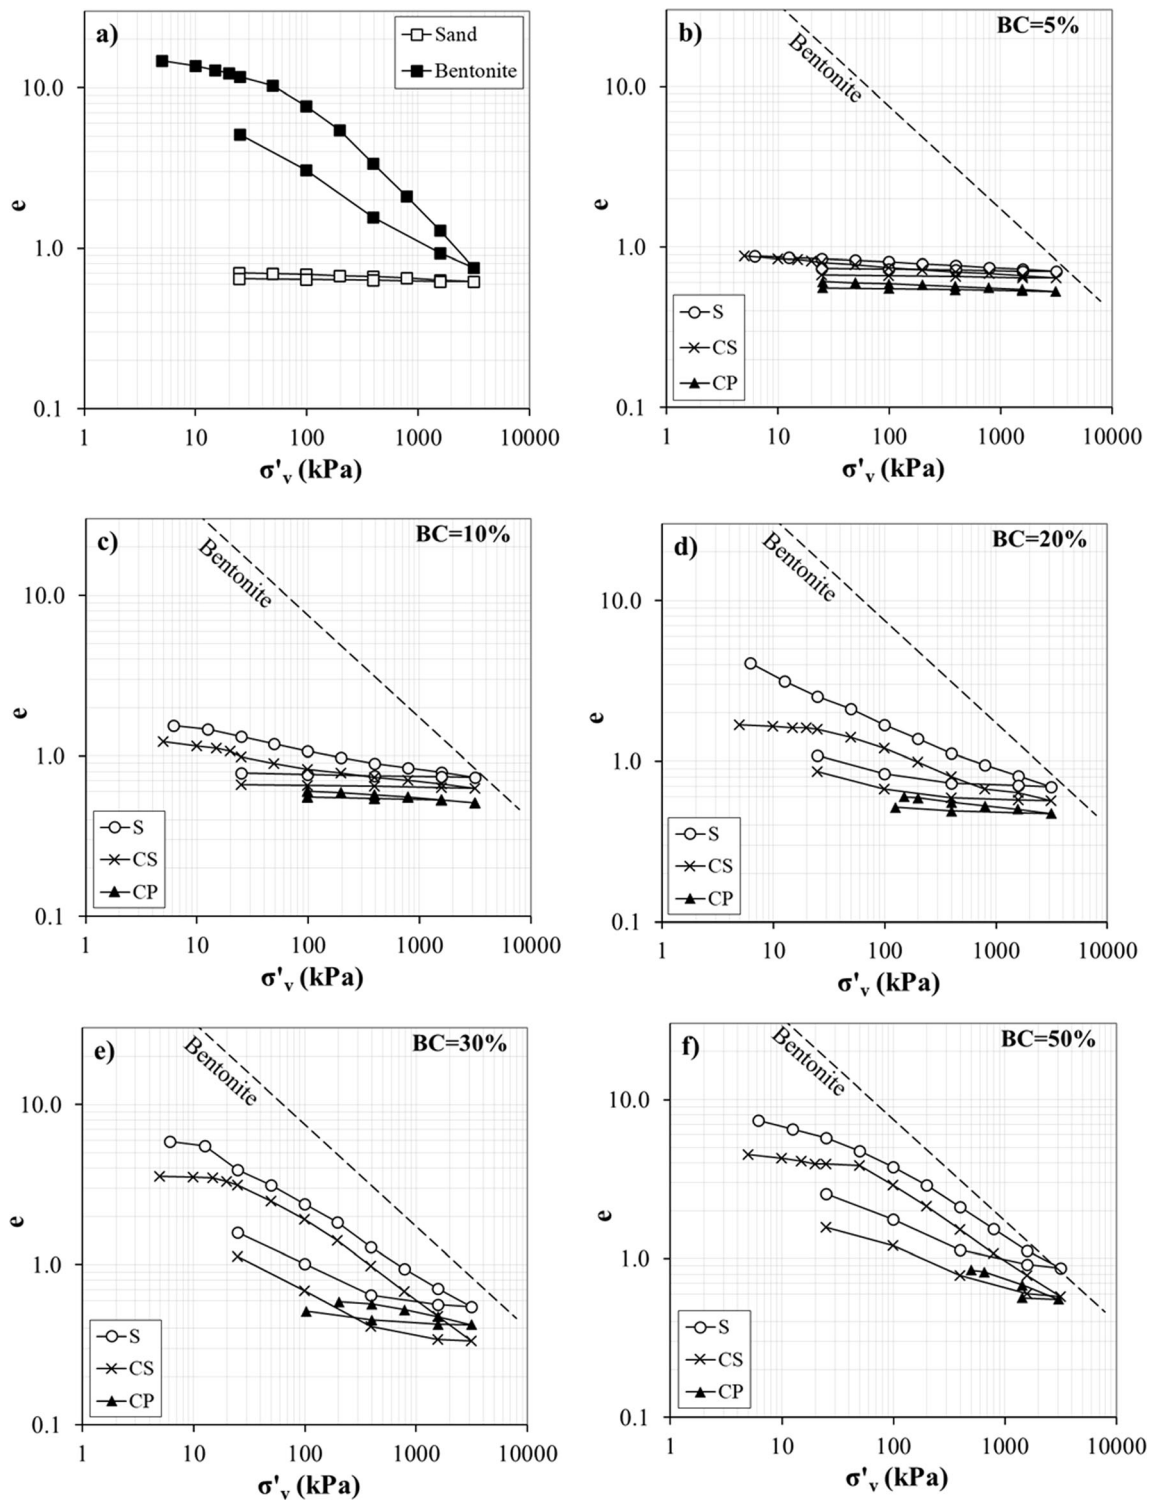 a)
Sand
Bentonite
10.0
1.0
0.1
e
1 10 100 1000 10000
σ'v (kPa)
b)
BC=5%
Bentonite
10.0
1.0
0.1
e
S
CS
CP
1 10 100 1000 10000
σ'v (kPa)
c)
BC=10%
Bentonite
10.0
1.0
0.1
e
S
CS
CP
1 10 100 1000 10000
σ'v (kPa)
d)
BC=20%
Bentonite
10.0
1.0
0.1
e
S
CS
CP
1 10 100 1000 10000
σ'v (kPa)
e)
BC=30%
Bentonite
10.0
1.0
0.1
e
S
CS
CP
1 10 100 1000 10000
σ'v (kPa)
f)
BC=50%
Bentonite
10.0
1.0
0.1
e
S
CS
CP
1 10 100 1000 10000
σ'v (kPa)